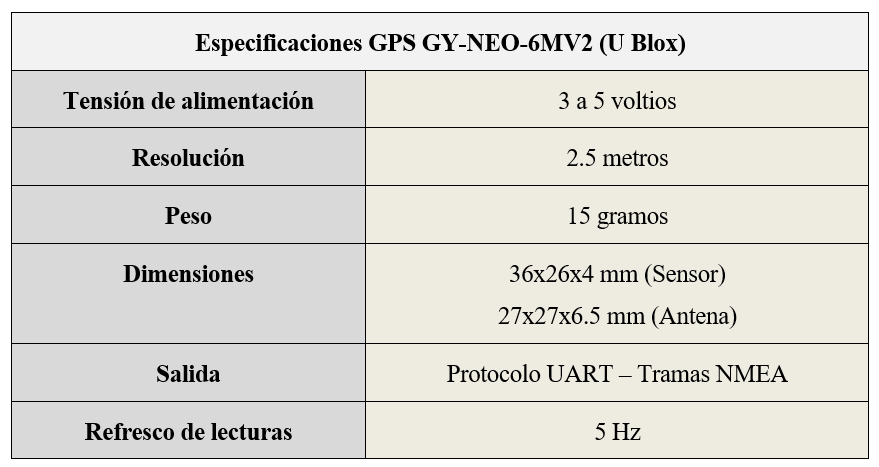 Especificaciones GPS GY-NEO-6MV2 (U Blox)
Tensión de alimentación 3 a 5 voltios
Resolución 2.5 metros
Peso 15 gramos
Dimensiones 36x26x4 mm (Sensor)
27x27x6.5 mm (Antena)
Salida Protocolo UART – Tramas NMEA
Refresco de lecturas 5 Hz